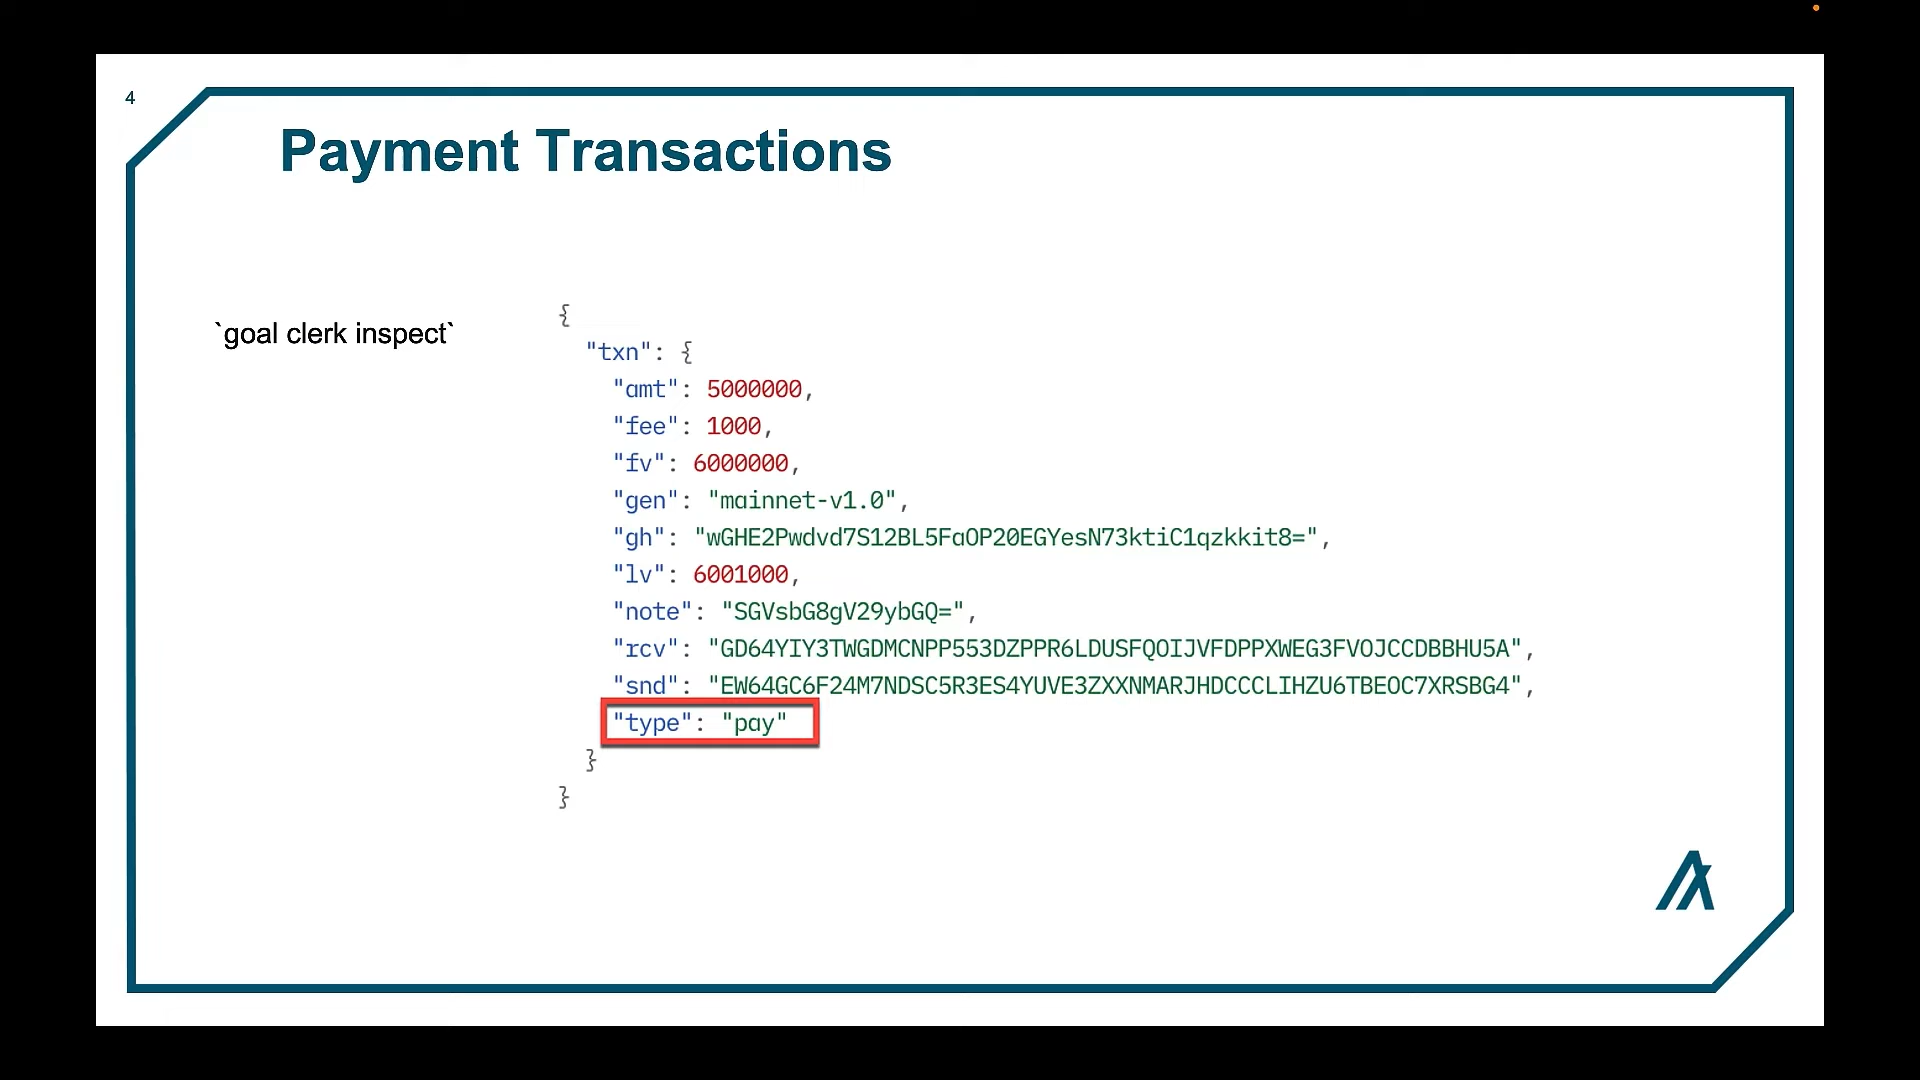 4
Payment Transactions
`goal clerk inspect`
{
"txn": {
"amt": 5000000,
"fee": 1000,
"fv": 6000000,
"gen": "mainnet-v1.0",
"gh": "wGHE2Pwdvd7S12BL5FaOP20EGYesN73ktiC1qzkkit8=",
"lv": 6001000,
"note": "SGVsbG8gV29ybGQ=",
"rcv": "GD64YIY3TWGDMCNPP553DZPPR6LDUSFQOIJVFDPPXWEG3FVOJCCDBBHU5A",
"snd": "EW64GC6F24M7NDSC5R3ES4YUVE3ZXXNMARJHDCCCLIHZU6TBEOC7XRSBG4",
"type": "pay"
}
}